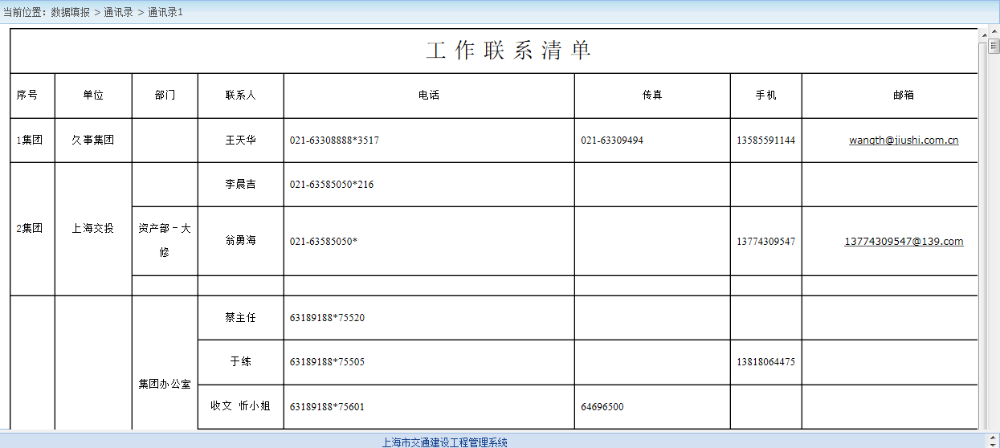 当前位置：数据填报 > 通讯录 > 通讯录1
工作联系清单
序号 单位 部门 联系人 电话 传真 手机 邮箱
1集团 久事集团 王天华 021-63308888*3517 021-63309494 13585591144 wangth@jiushi.com.cn
李晨吉 021-63585050*216
2集团 上海交投 资产部－大
修 翁勇海 021-63585050* 13774309547 13774309547@139.com
蔡主任 63189188*75520
于练 63189188*75505 13818064475
集团办公室
收文 忻小姐 63189188*75601 64696500
上海市交通建设工程管理系统